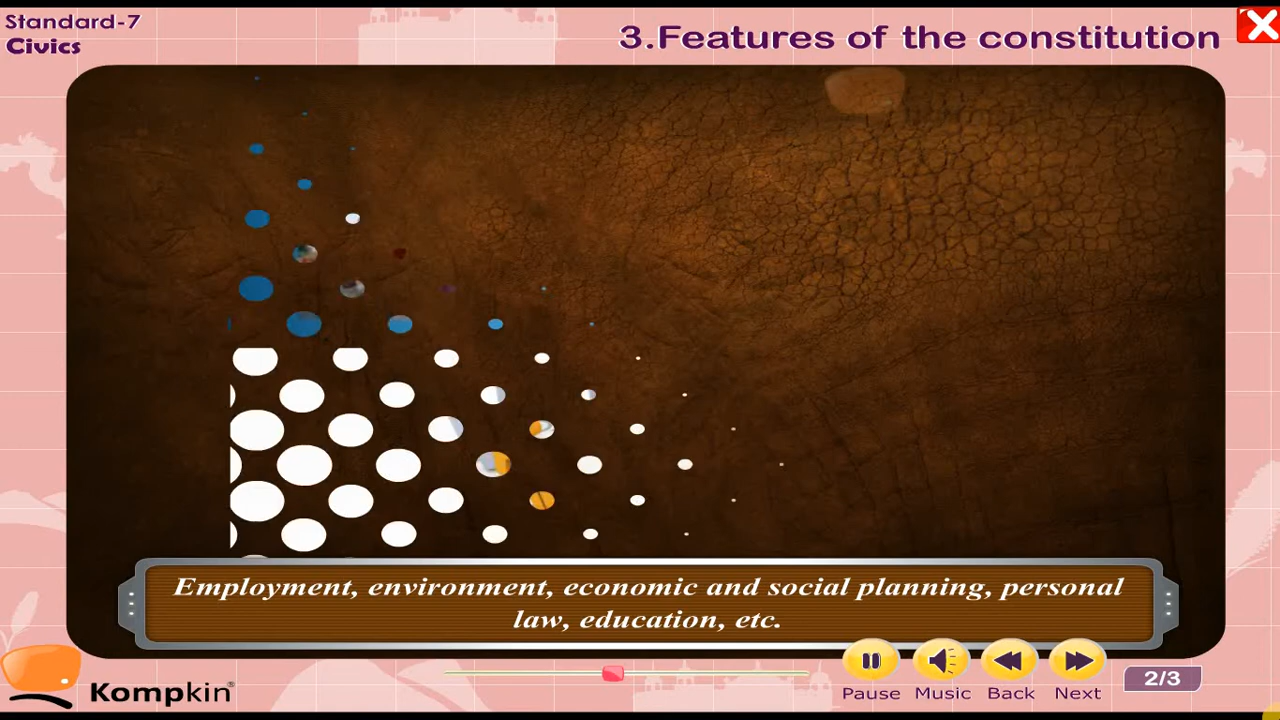 Standard-7
Civics
3.Features of the constitution
Employment, environment, economic and social planning, personal
law, education, etc.
Kompkin®
Pause
Music
Back
Next
2/3